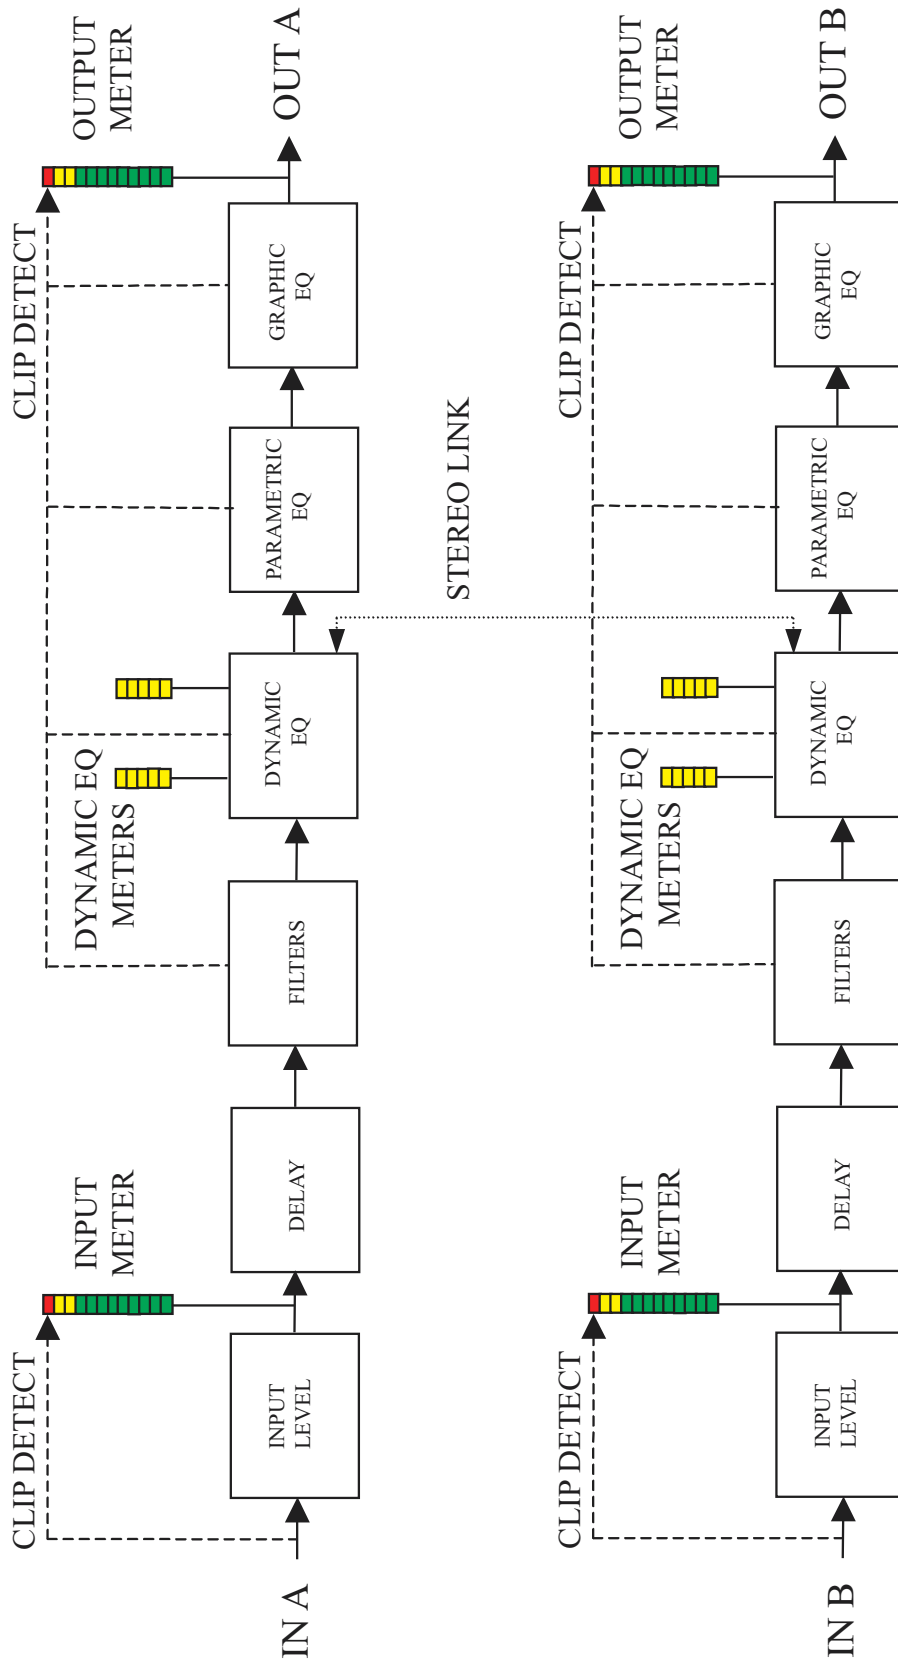 CLIP DETECT
INPUT
METER
DYNAMIC EQ
METERS
CLIP DETECT
OUTPUT
METER
IN A
INPUT
LEVEL
DELAY
FILTERS
DYNAMIC
EQ
PARAMETRIC
EQ
GRAPHIC
EQ
OUT A
STEREO LINK
CLIP DETECT
INPUT
METER
DYNAMIC EQ
METERS
CLIP DETECT
OUTPUT
METER
IN B
INPUT
LEVEL
DELAY
FILTERS
DYNAMIC
EQ
PARAMETRIC
EQ
GRAPHIC
EQ
OUT B